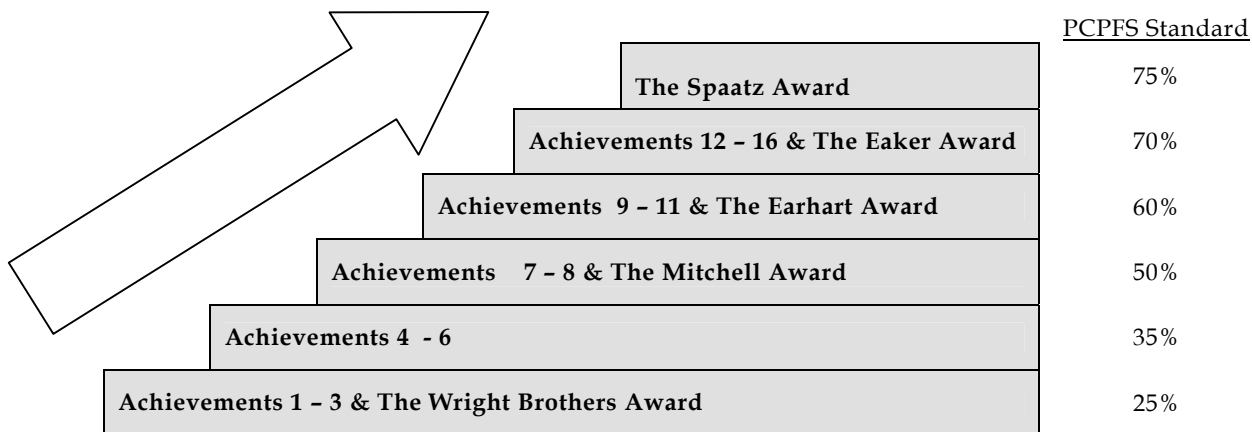 PCPFS Standard
The Spaatz Award 75%
Achievements 12 – 16 & The Eaker Award 70%
Achievements 9 – 11 & The Earhart Award 60%
Achievements 7 – 8 & The Mitchell Award 50%
Achievements 4 - 6 35%
Achievements 1 – 3 & The Wright Brothers Award 25%